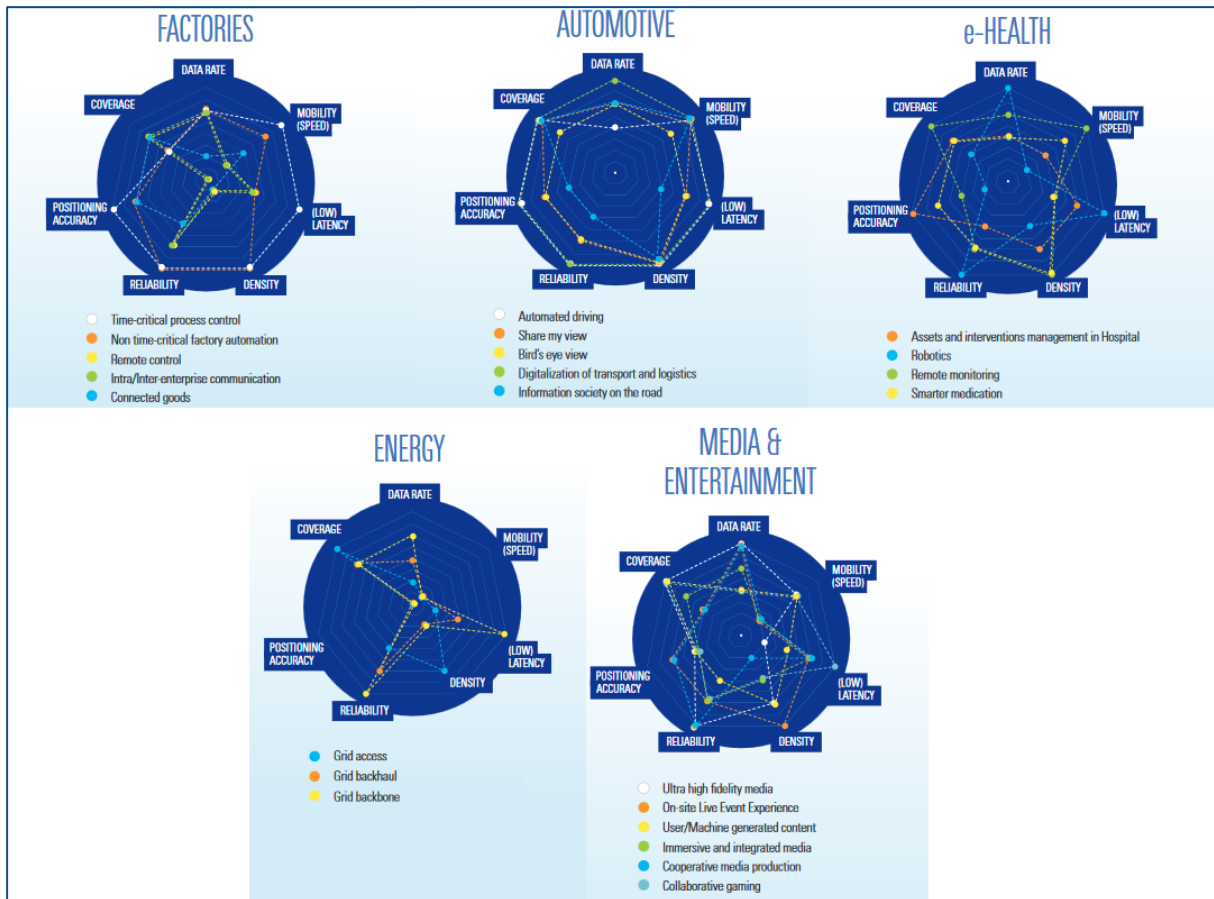 FACTORIES
DATA RATE
COVERAGE
MOBILITY
(SPEED)
POSITIONING
ACCURACY
(LOW)
LATENCY
RELIABILITY
DENSITY
Time-critical process control
Non time-critical factory automation
Remote control
Intra/Inter-enterprise communication
Connected goods
AUTOMOTIVE
DATA RATE
COVERAGE
MOBILITY
(SPEED)
POSITIONING
ACCURACY
(LOW)
LATENCY
RELIABILITY
DENSITY
Automated driving
Share my view
Bird's eye view
Digitalization of transport and logistics
Information society on the road
e-HEALTH
DATA RATE
COVERAGE
MOBILITY
(SPEED)
POSITIONING
ACCURACY
(LOW)
LATENCY
RELIABILITY
DENSITY
Assets and interventions management in Hospital
Robotics
Remote monitoring
Smarter medication
ENERGY
DATA RATE
COVERAGE
MOBILITY
(SPEED)
POSITIONING
ACCURACY
(LOW)
LATENCY
DENSITY
RELIABILITY
Grid access
Grid backhaul
Grid backbone
MEDIA &
ENTERTAINMENT
DATA RATE
COVERAGE
MOBILITY
(SPEED)
POSITIONING
ACCURACY
(LOW)
LATENCY
RELIABILITY
DENSITY
Ultra high fidelity media
On-site Live Event Experience
User/Machine generated content
Immersive and integrated media
Cooperative media production
Collaborative gaming